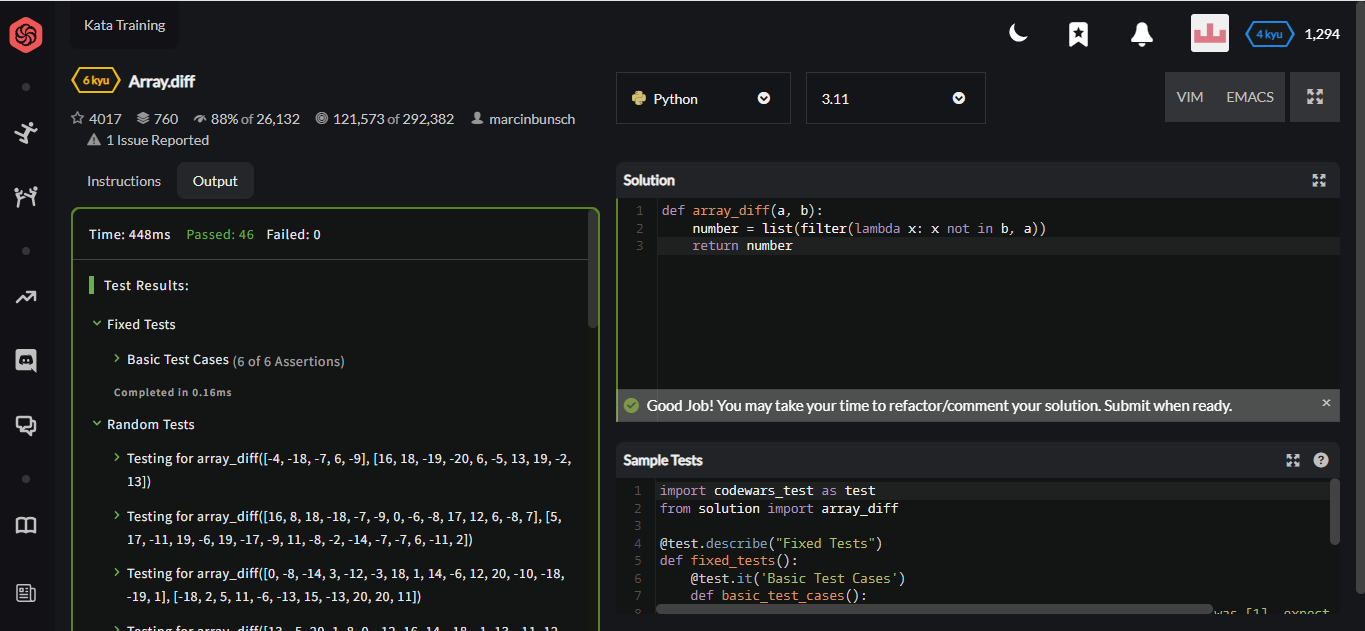 Kata Training
4 kyu 1,294
6 kyu Array.diff
4017 760 88% of 26,132 121,573 of 292,382 marcinbunsch
1 Issue Reported
Python
3.11
VIM EMACS
Instructions Output
Time: 448ms Passed: 46 Failed: 0
Test Results:
Fixed Tests
Basic Test Cases (6 of 6 Assertions)
Completed in 0.16ms
Random Tests
Testing for array_diff([-4, -18, -7, 6, -9], [16, 18, -19, -20, 6, -5, 13, 19, -2,
13])
Testing for array_diff([16, 8, 18, -18, -7, -9, 0, -6, -8, 17, 12, 6, -8, 7], [5,
17, -11, 19, -6, 19, -17, -9, 11, -8, -2, -14, -7, -7, 6, -11, 2])
Testing for array_diff([0, -8, -14, 3, -12, -3, 18, 1, 14, -6, 12, 20, -10, -18,
-19, 1], [-18, 2, 5, 11, -6, -13, 15, -13, 20, 20, 11])
Solution
1 def array_diff(a, b):
2     number = list(filter(lambda x: x not in b, a))
3     return number
Good Job! You may take your time to refactor/comment your solution. Submit when ready.
Sample Tests
1 import codewars_test as test
2 from solution import array_diff
3
4 @test.describe("Fixed Tests")
5 def fixed_tests():
6     @test.it('Basic Test Cases')
7     def basic_test_cases():
8 was [1], expect